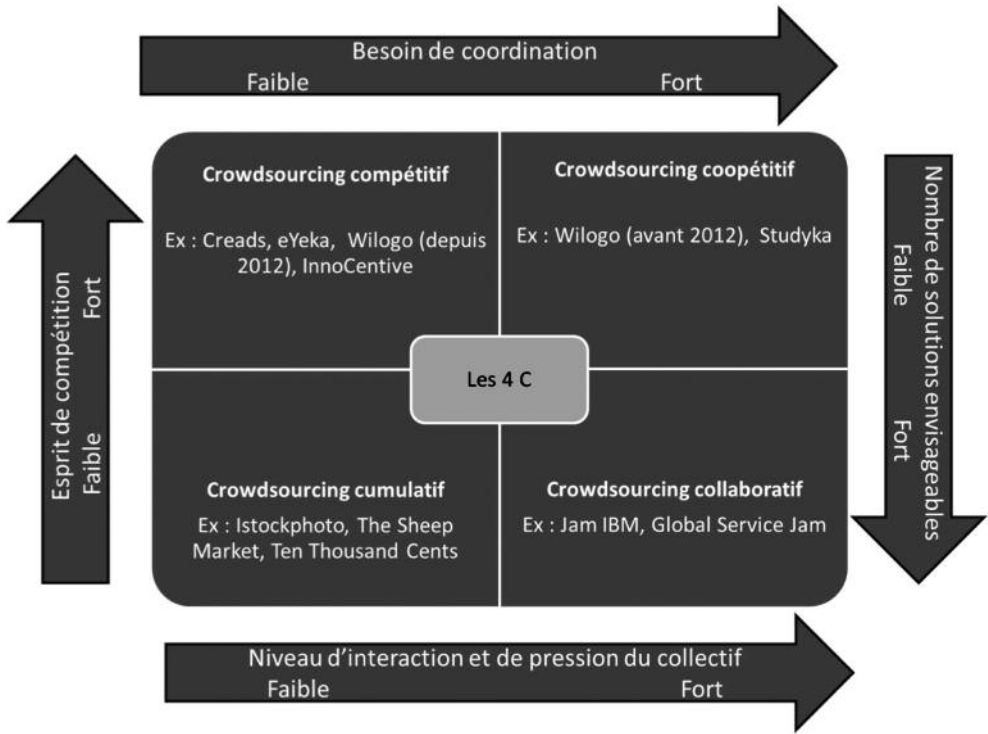 Besoin de coordination
Faible Fort
Esprit de compétition
Faible Fort
Crowdsourcing compétitif
Ex : Creads, eYeka, Wilogo (depuis
2012), InnoCentive
Crowdsourcing coopétitif
Ex : Wilogo (avant 2012), Studyka
Les 4 C
Crowdsourcing cumulatif
Ex : Istockphoto, The Sheep
Market, Ten Thousand Cents
Crowdsourcing collaboratif
Ex : Jam IBM, Global Service Jam
Nombre de solutions envisageables
Faible Fort
Niveau d'interaction et de pression du collectif
Faible Fort